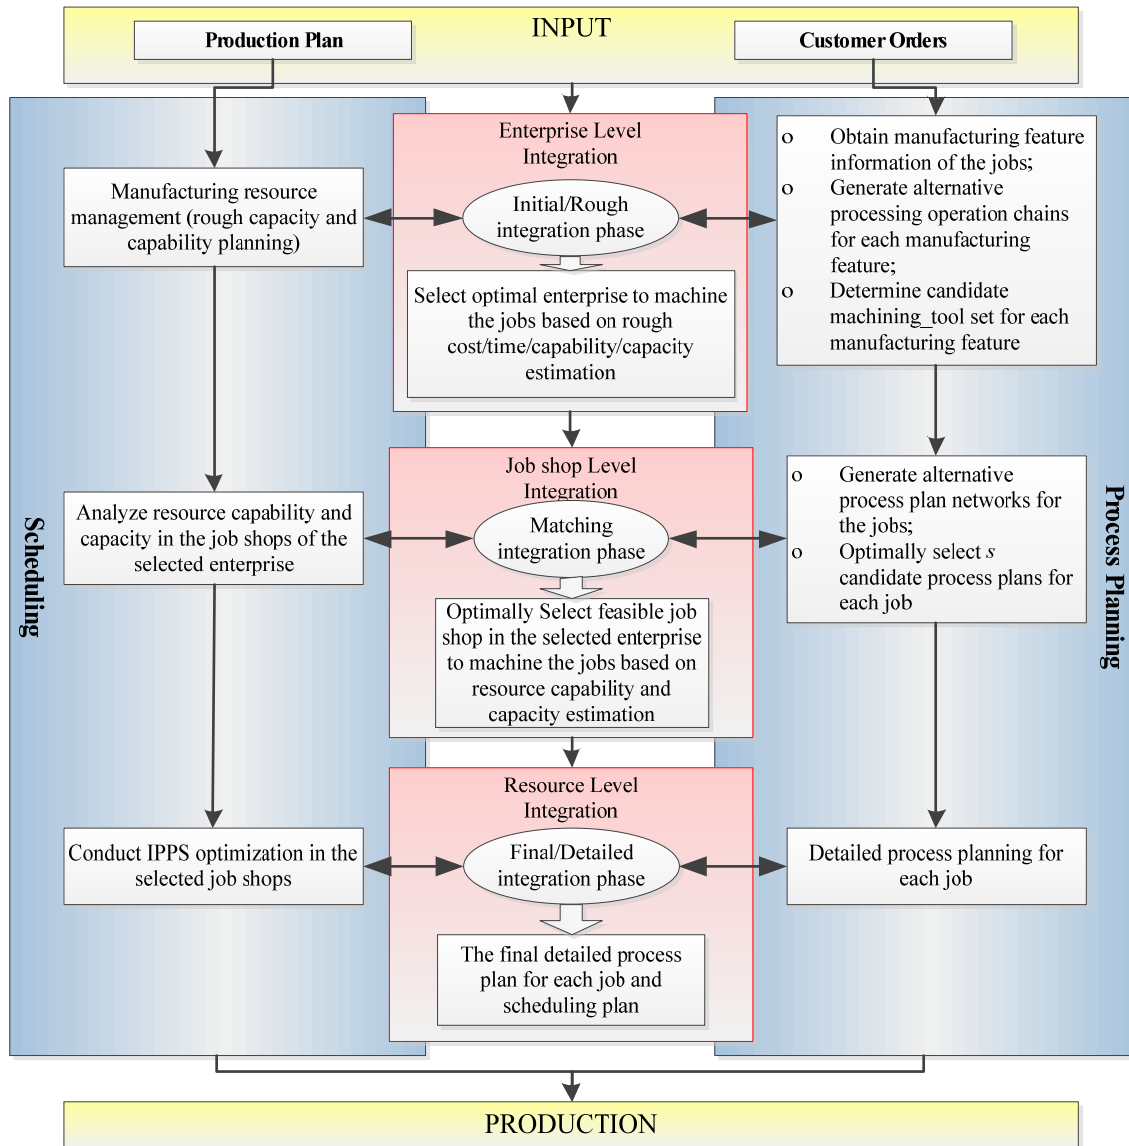 INPUT
Production Plan
Customer Orders
Scheduling
Manufacturing resource
management (rough capacity and
capability planning)
Enterprise Level
Integration
Initial/Rough
integration phase
Select optimal enterprise to machine
the jobs based on rough
cost/time/capability/capacity
estimation
o Obtain manufacturing feature
information of the jobs;
o Generate alternative
processing operation chains
for each manufacturing
feature;
o Determine candidate
machining_tool set for each
manufacturing feature
Analyze resource capability and
capacity in the job shops of the
selected enterprise
Job shop Level
Integration
Matching
integration phase
Optimally Select feasible job
shop in the selected enterprise
to machine the jobs based on
resource capability and
capacity estimation
o Generate alternative
process plan networks for
the jobs;
o Optimally select s
candidate process plans for
each job
Process Planning
Conduct IPPS optimization in the
selected job shops
Resource Level
Integration
Final/Detailed
integration phase
The final detailed process
plan for each job and
scheduling plan
Detailed process planning for
each job
PRODUCTION